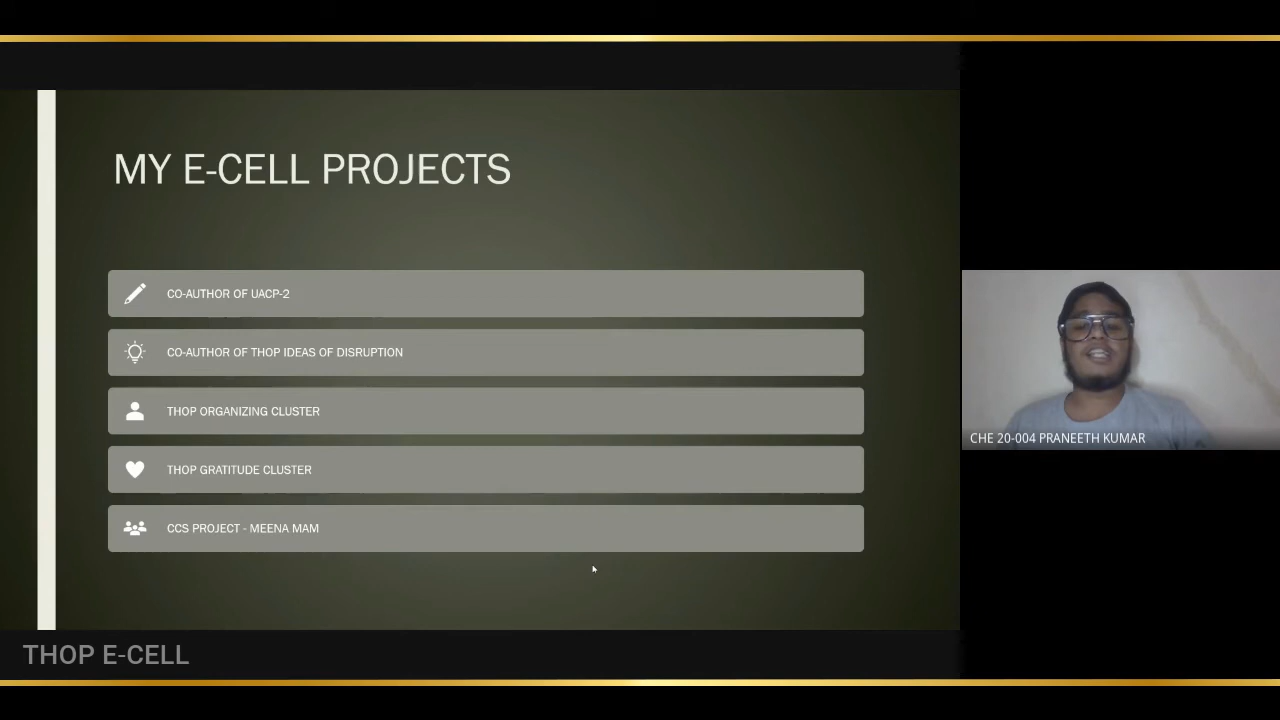 MY E-CELL PROJECTS
CO-AUTHOR OF UACP-2
CO-AUTHOR OF THOP IDEAS OF DISRUPTION
THOP ORGANIZING CLUSTER
THOP GRATITUDE CLUSTER
CCS PROJECT - MEENA MAM
CHE 20-004 PRANEETH KUMAR
THOP E-CELL